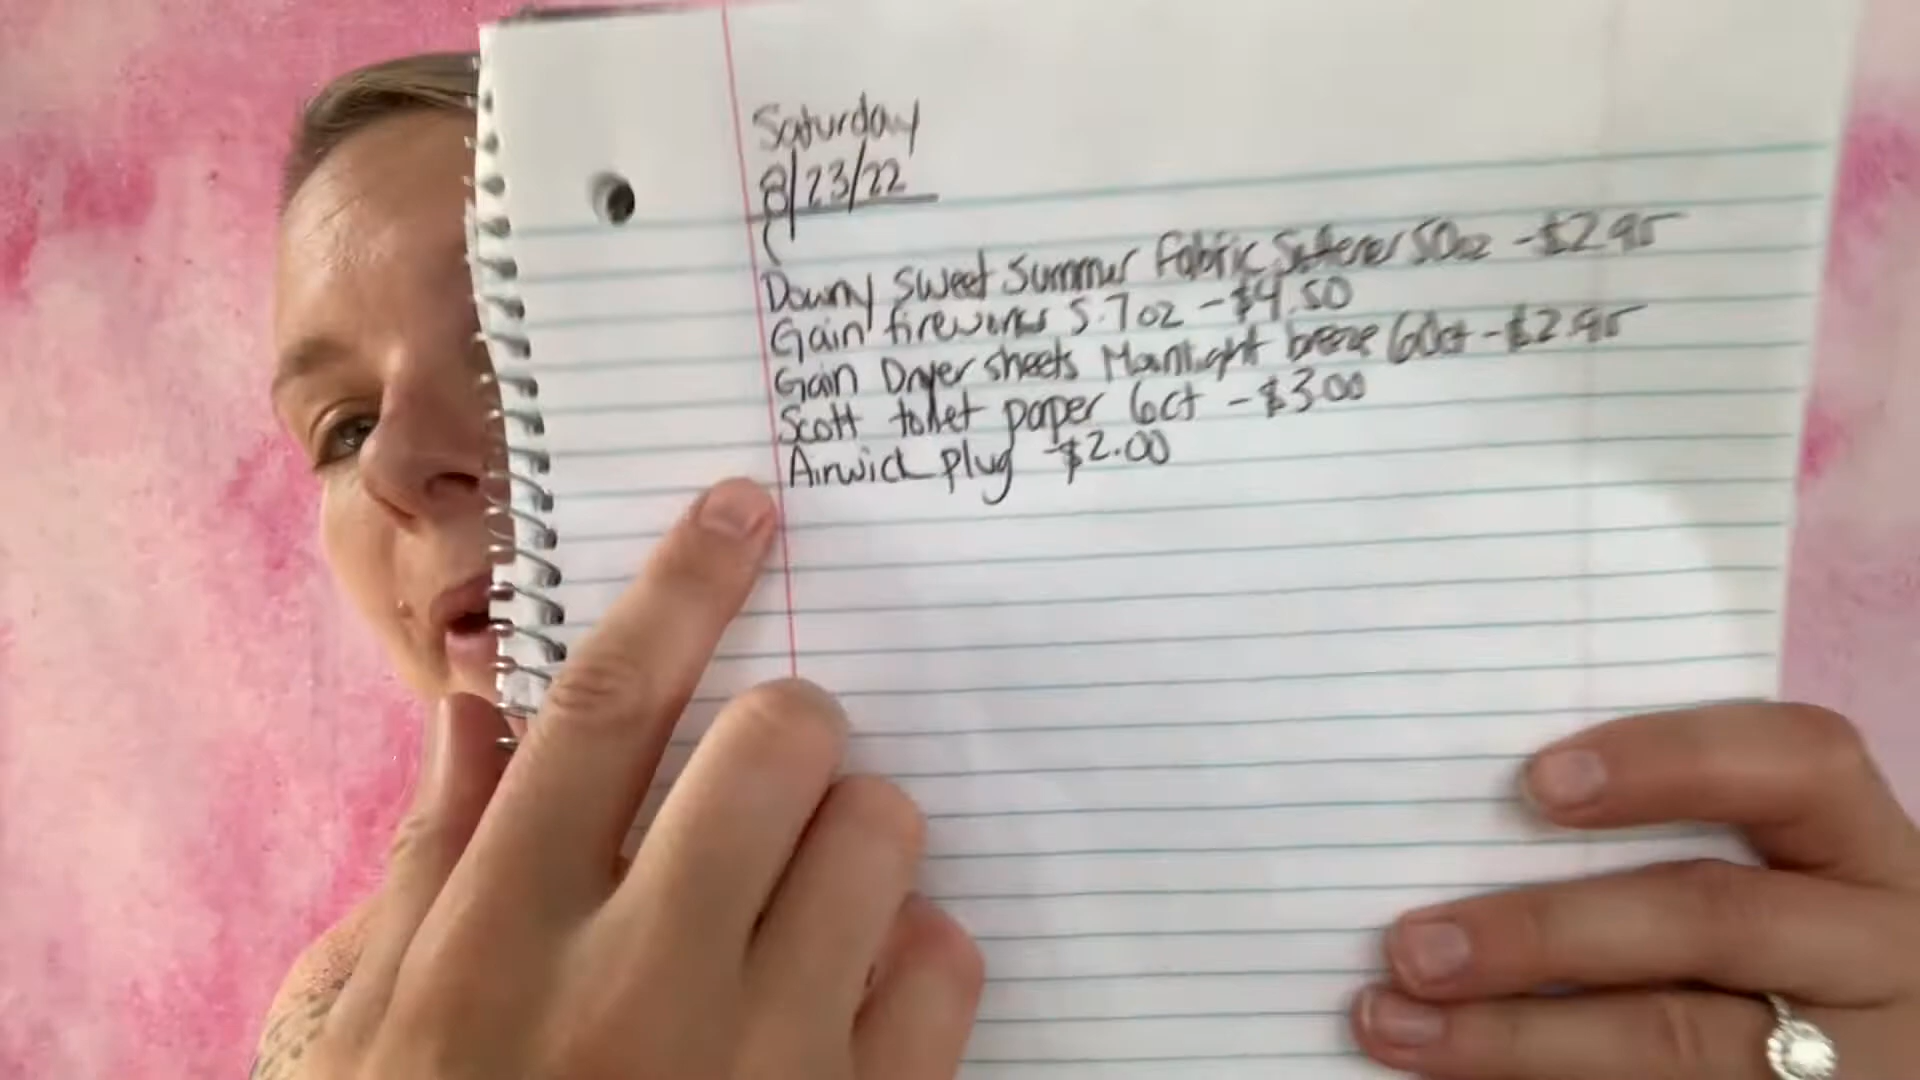 Saturday
8/23/22
Downy Sweet Summer Fabric Softener 50oz - $2.95
Gain fireworks 5.7oz - $4.50
Gain Dryer sheets Moonlight breeze 60ct - $2.95
Scott toilet paper 6ct - $3.00
Airwick plug - $2.00